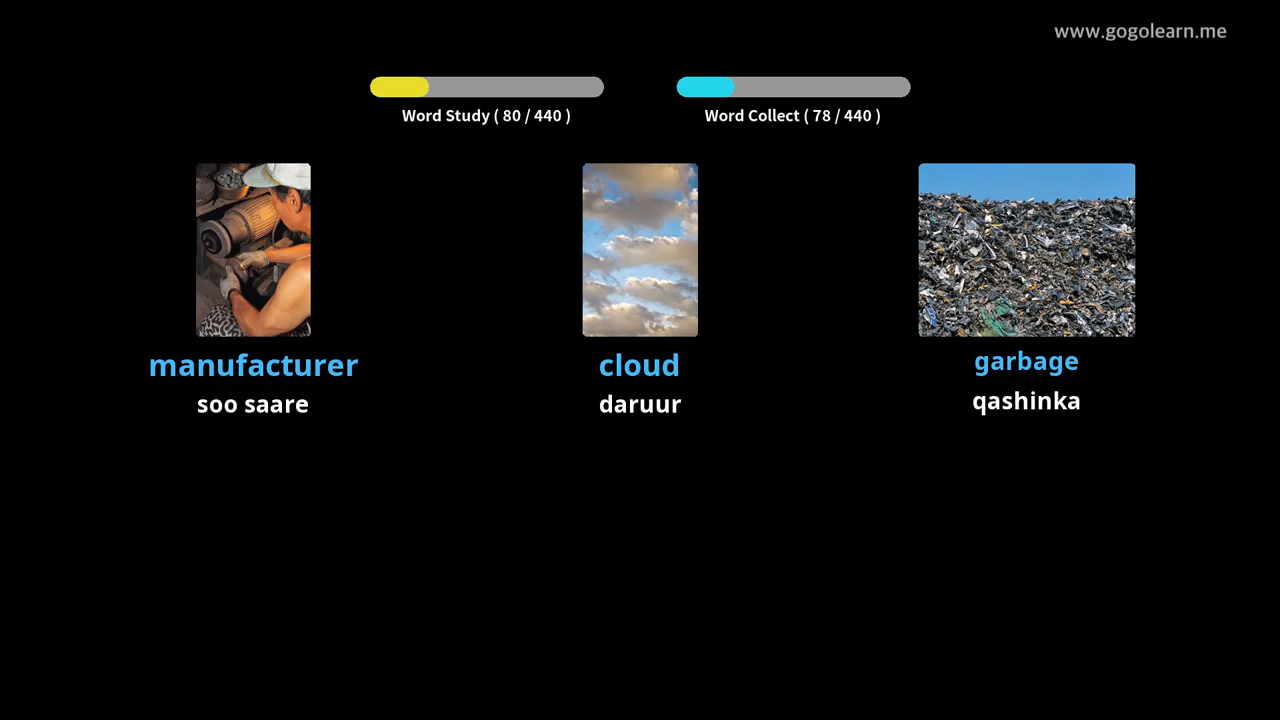 www.gogolearn.me
Word Study ( 80 / 440 )
Word Collect ( 78 / 440 )
manufacturer
soo saare
cloud
daruur
garbage
qashinka